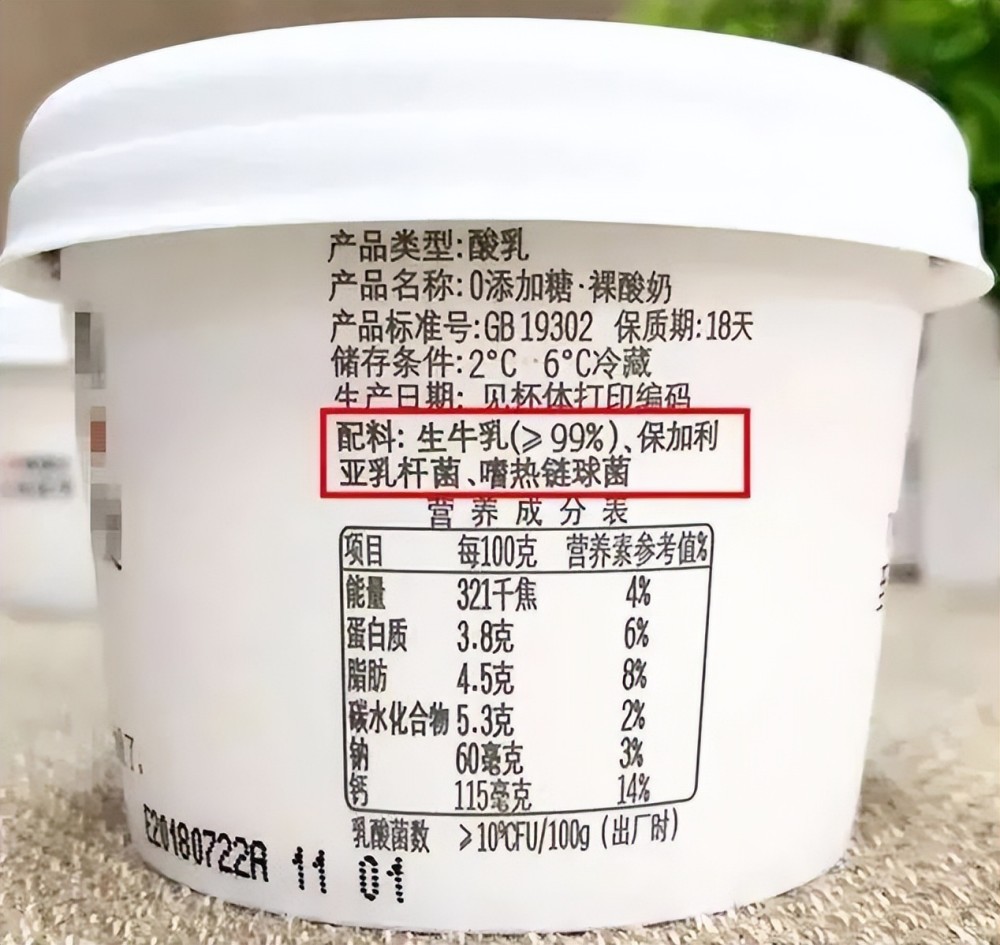 产品类型:酸乳
产品名称:0添加糖·裸酸奶
产品标准号:GB 19302 保质期:18天
储存条件:2°C - 6°C冷藏
生产日期: 见杯体打印编码
配料: 生牛乳(≥99%)、保加利
亚乳杆菌、嗜热链球菌
营养成分表
项目 每100克 营养素参考值%
能量 321千焦 4%
蛋白质 3.8克 6%
脂肪 4.5克 8%
碳水化合物 5.3克 2%
钠 60毫克 3%
钙 115毫克 14%
乳酸菌数 ≥10⁹CFU/100g (出厂时)
E20180722A 11 01